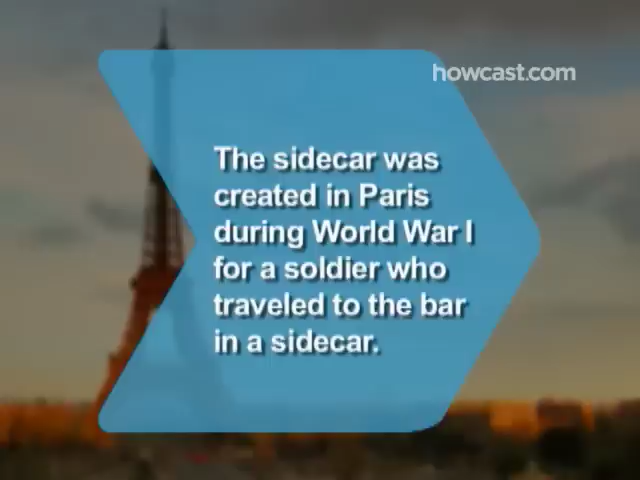 howcast.com
The sidecar was
created in Paris
during World War I
for a soldier who
traveled to the bar
in a sidecar.